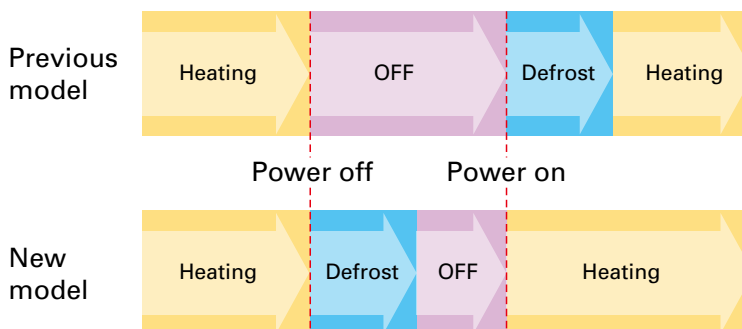 Previous
model
Heating
OFF
Defrost
Heating
Power off
Power on
New
model
Heating
Defrost
OFF
Heating